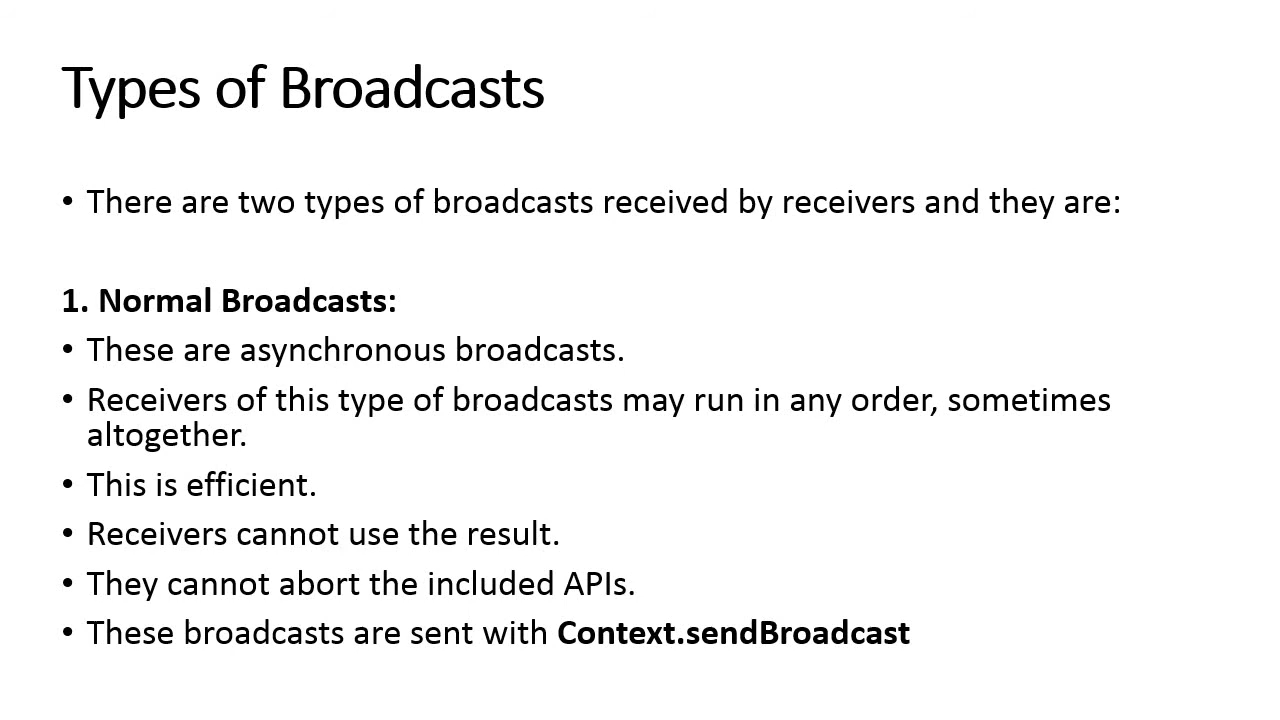 Types of Broadcasts
• There are two types of broadcasts received by receivers and they are:
1. Normal Broadcasts:
• These are asynchronous broadcasts.
• Receivers of this type of broadcasts may run in any order, sometimes
altogether.
• This is efficient.
• Receivers cannot use the result.
• They cannot abort the included APIs.
• These broadcasts are sent with Context.sendBroadcast